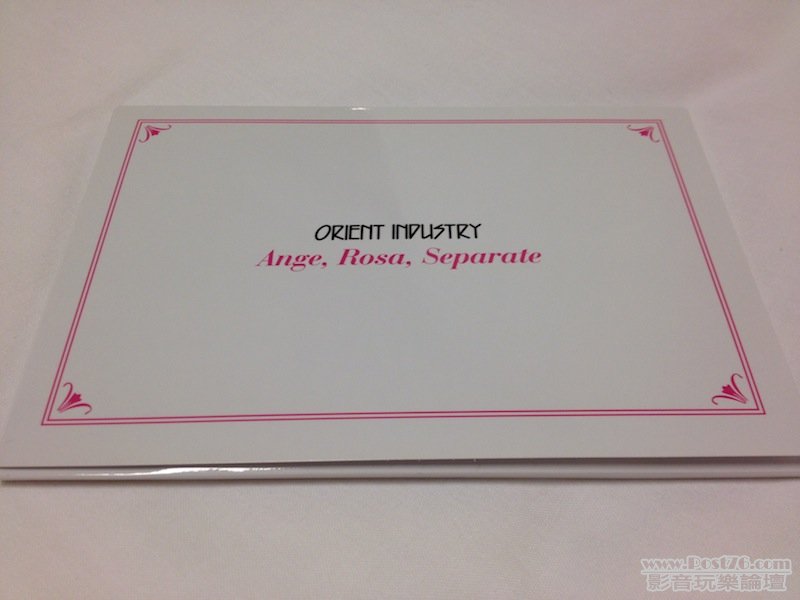 ORIENT INDUSTRY
Ange, Rosa, Separate
www.Post76.com
影音玩樂論壇